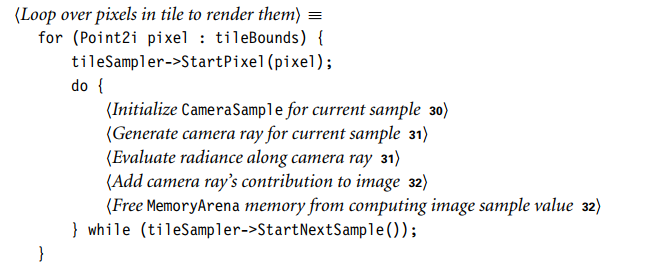 ⟨Loop over pixels in tile to render them⟩ ≡
for (Point2i pixel : tileBounds) {
tileSampler->StartPixel(pixel);
do {
⟨Initialize CameraSample for current sample 30⟩
⟨Generate camera ray for current sample 31⟩
⟨Evaluate radiance along camera ray 31⟩
⟨Add camera ray's contribution to image 32⟩
⟨Free MemoryArena memory from computing image sample value 32⟩
} while (tileSampler->StartNextSample());
}